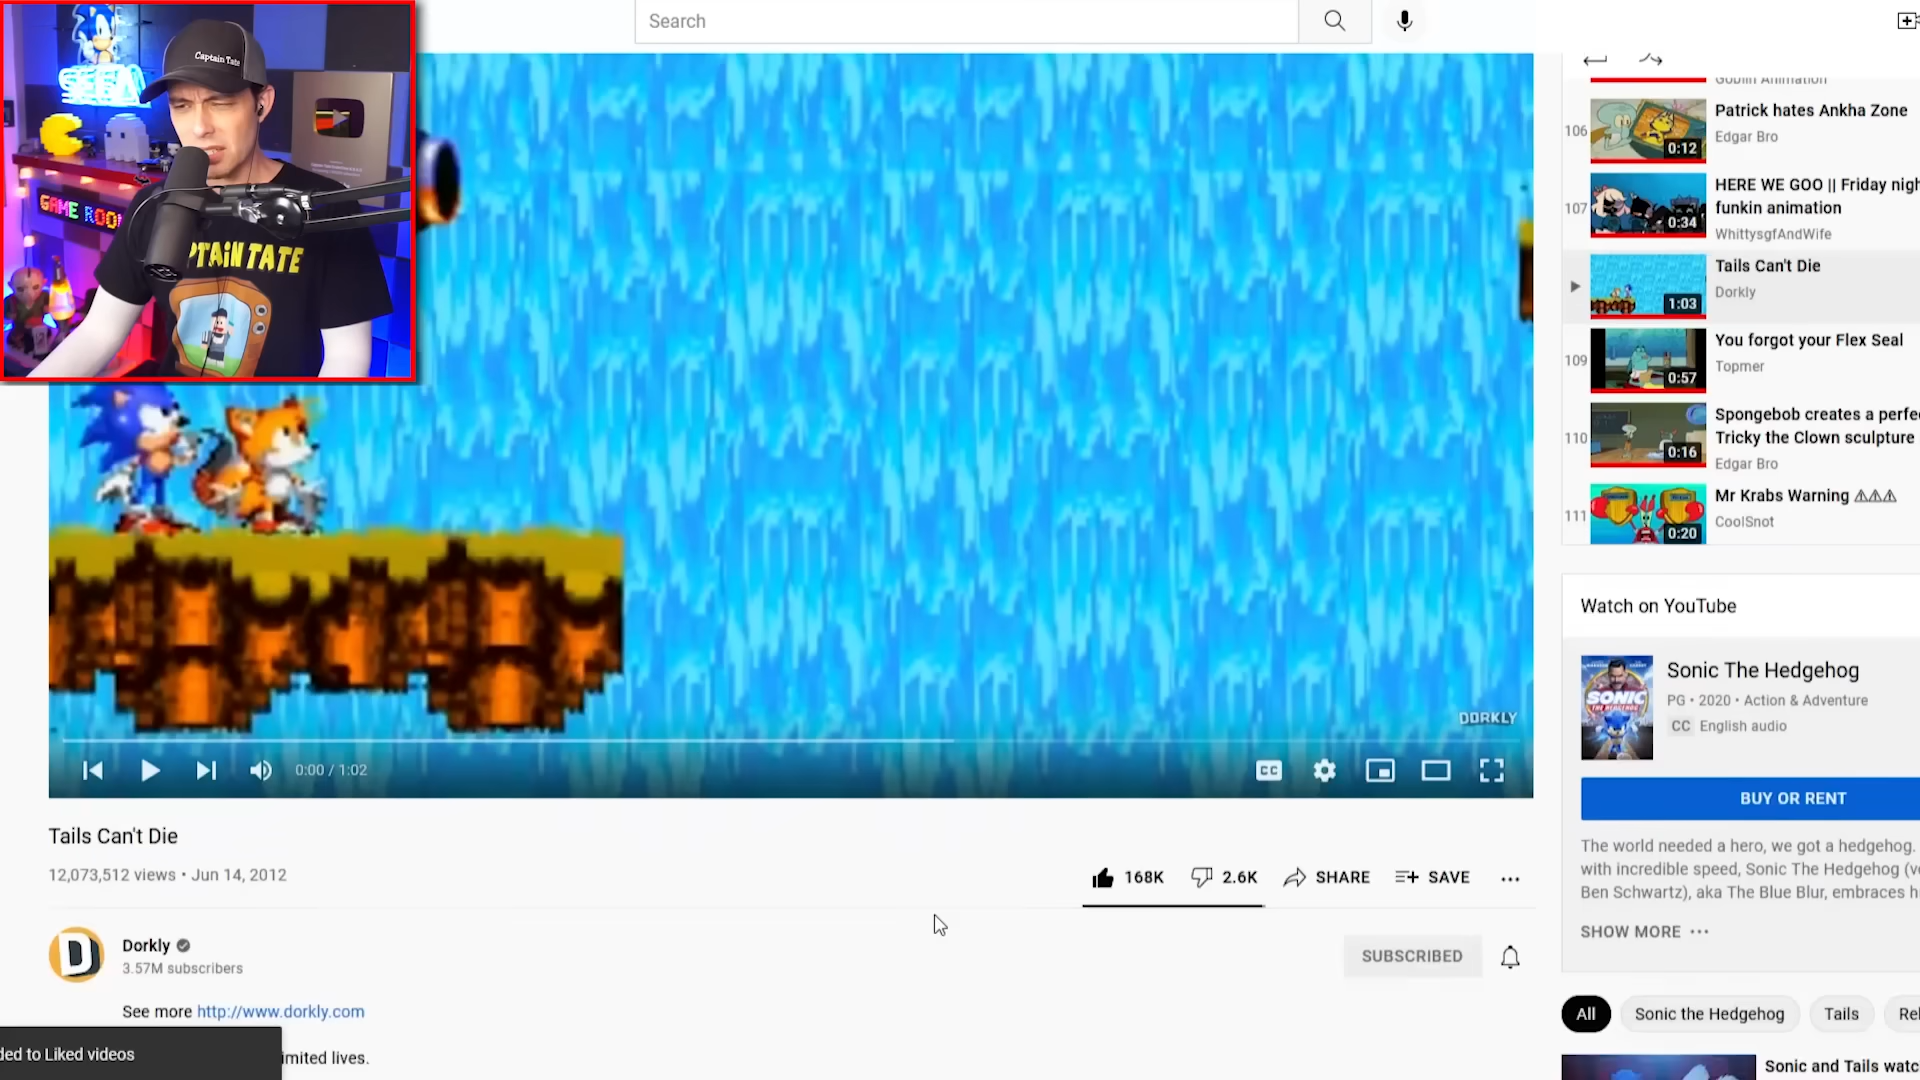 Search
Captain Tate
SEGA
GAME ROO
PTAIN TATE
Goblin Animation
106
Patrick hates Ankha Zone
Edgar Bro
0:12
107
HERE WE GOO || Friday nigh
funkin animation
WhittysgfAndWife
0:34
Tails Can't Die
Dorkly
1:03
109
You forgot your Flex Seal
Topmer
0:57
110
Spongebob creates a perfe
Tricky the Clown sculpture
Edgar Bro
0:16
111
Mr Krabs Warning ⚠⚠⚠
CoolSnot
0:20
DORKLY
0:00 / 1:02
CC
Watch on YouTube
SONIC
Sonic The Hedgehog
PG • 2020 • Action & Adventure
CC English audio
BUY OR RENT
The world needed a hero, we got a hedgehog.
with incredible speed, Sonic The Hedgehog (v
Ben Schwartz), aka The Blue Blur, embraces h
SHOW MORE
Tails Can't Die
12,073,512 views • Jun 14, 2012
168K
2.6K
SHARE
SAVE
D
Dorkly
3.57M subscribers
SUBSCRIBED
See more http://www.dorkly.com
imited lives.
ded to Liked videos
All
Sonic the Hedgehog
Tails
Rel
Sonic and Tails watc